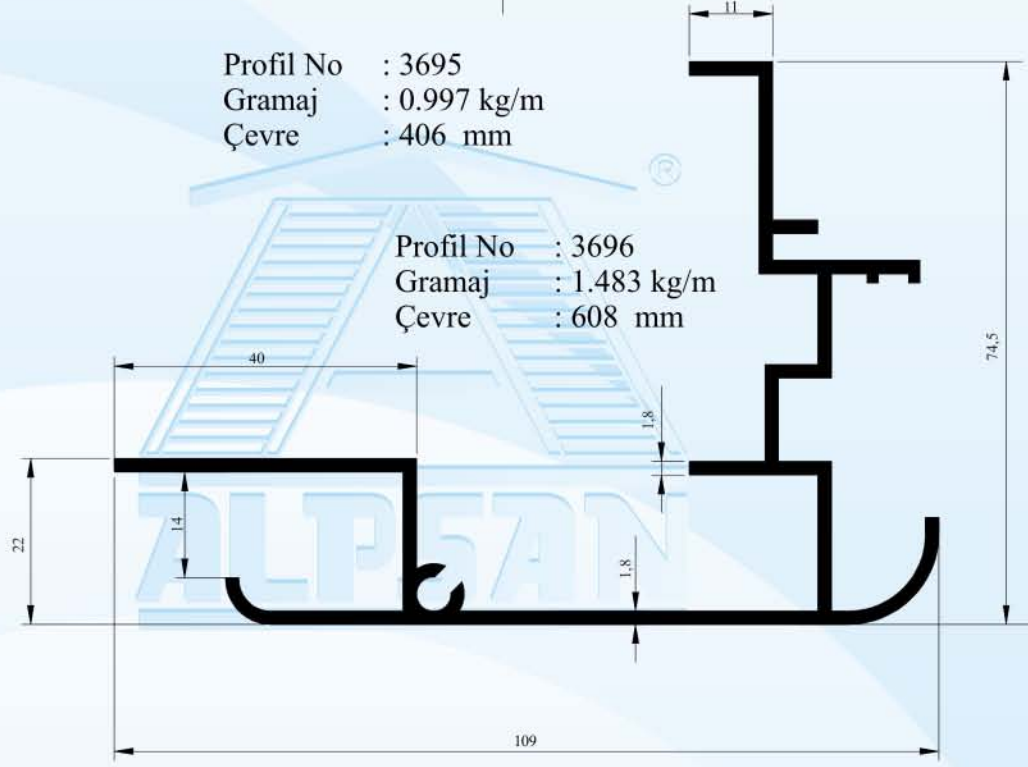 11
Profil No : 3695
Gramaj : 0.997 kg/m
Çevre : 406 mm
®
Profil No : 3696
Gramaj : 1.483 kg/m
Çevre : 608 mm
74,5
40
1,8
14
22
ALPSAN
1,8
109